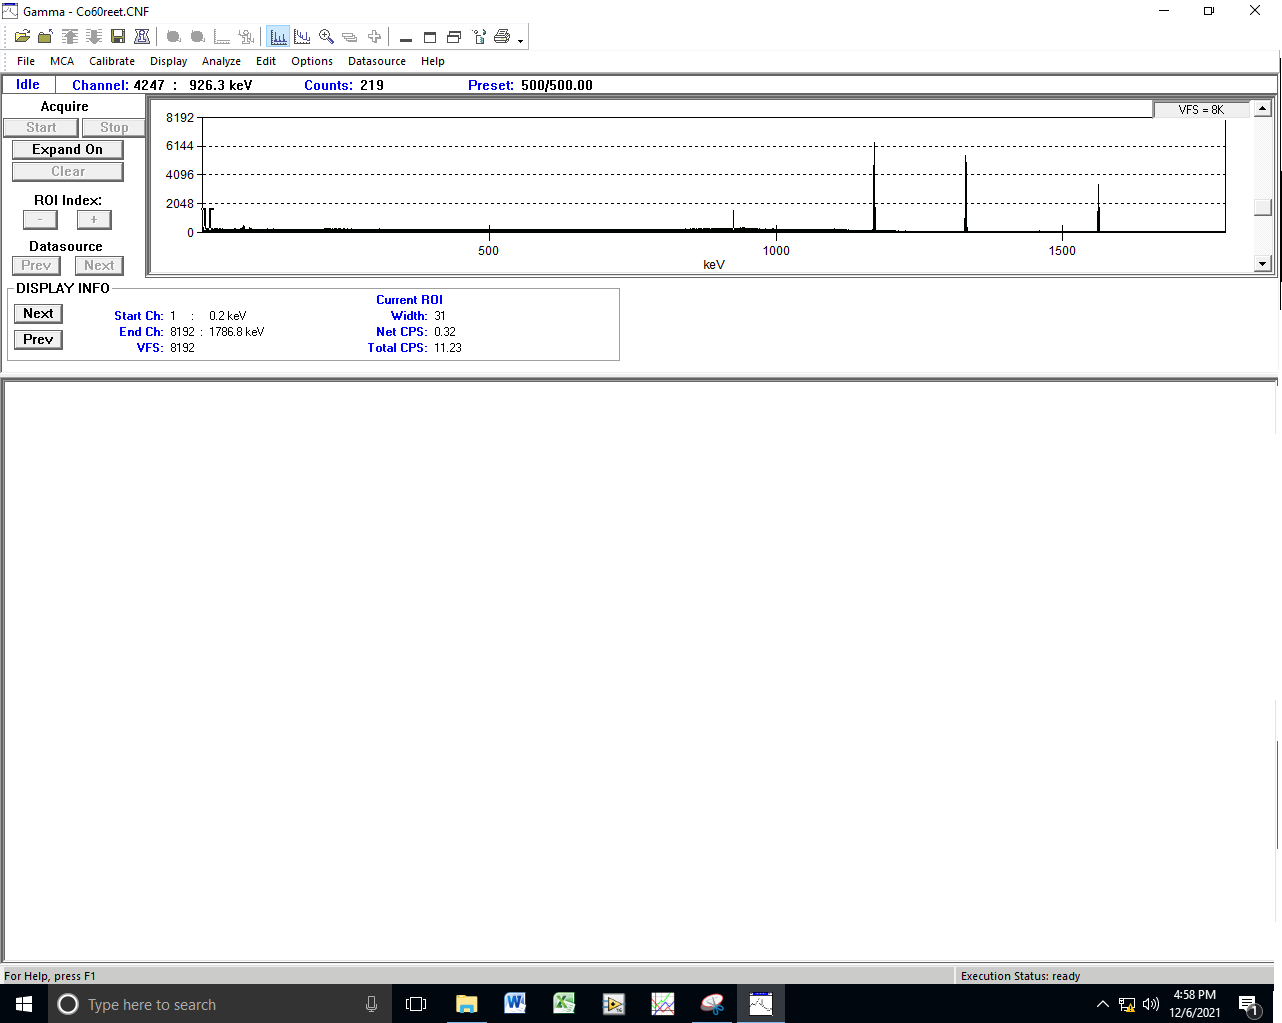 Gamma - Co60reet.CNF
File MCA Calibrate Display Analyze Edit Options Datasource Help
Idle Channel: 4247 : 926.3 keV Counts: 219 Preset: 500/500.00
Acquire
Start Stop
Expand On
Clear
ROI Index:
- +
Datasource
Prev Next
VFS = 8K
8192
6144
4096
2048
0
500 1000 1500
keV
DISPLAY INFO
Next
Prev
Start Ch: 1 : 0.2 keV
End Ch: 8192 : 1786.8 keV
VFS: 8192
Current ROI
Width: 31
Net CPS: 0.32
Total CPS: 11.23
For Help, press F1
Execution Status: ready
Type here to search
4:58 PM
12/6/2021
1